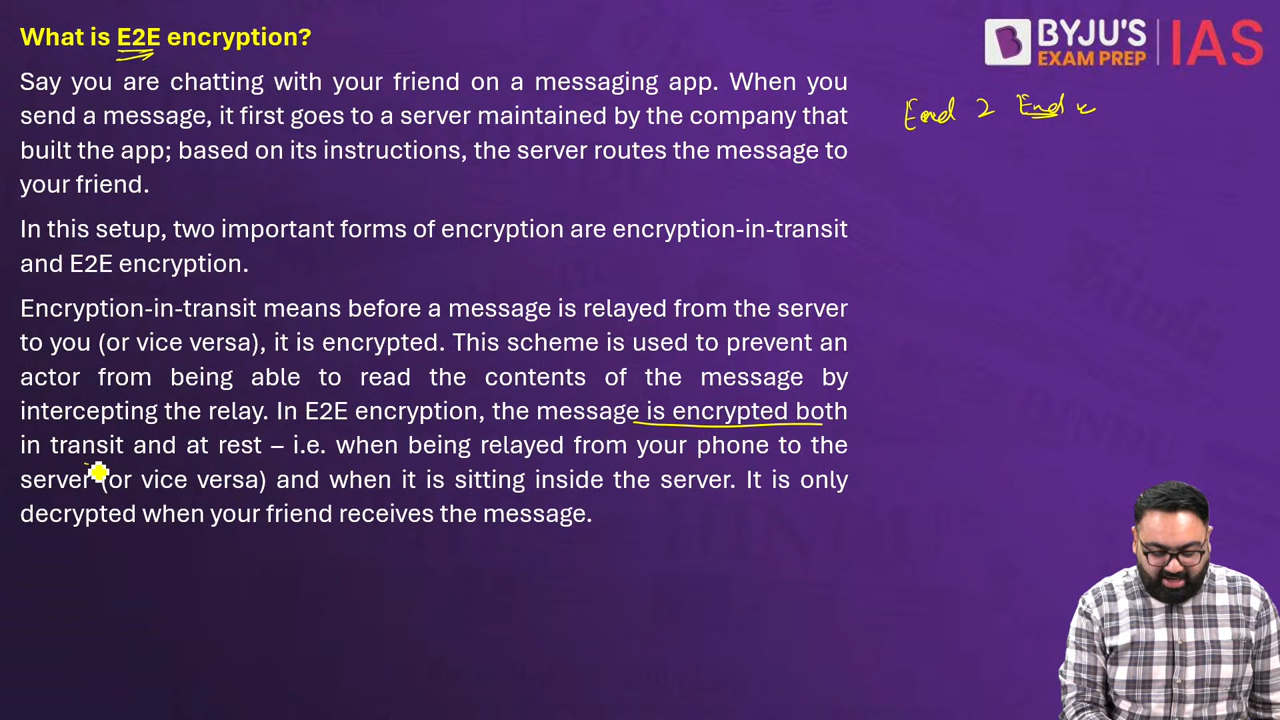 What is E2E encryption?
BYJU'S
EXAM PREP
IAS
End 2 End
Say you are chatting with your friend on a messaging app. When you
send a message, it first goes to a server maintained by the company that
built the app; based on its instructions, the server routes the message to
your friend.
In this setup, two important forms of encryption are encryption-in-transit
and E2E encryption.
Encryption-in-transit means before a message is relayed from the server
to you (or vice versa), it is encrypted. This scheme is used to prevent an
actor from being able to read the contents of the message by
intercepting the relay. In E2E encryption, the message is encrypted both
in transit and at rest – i.e. when being relayed from your phone to the
server (or vice versa) and when it is sitting inside the server. It is only
decrypted when your friend receives the message.